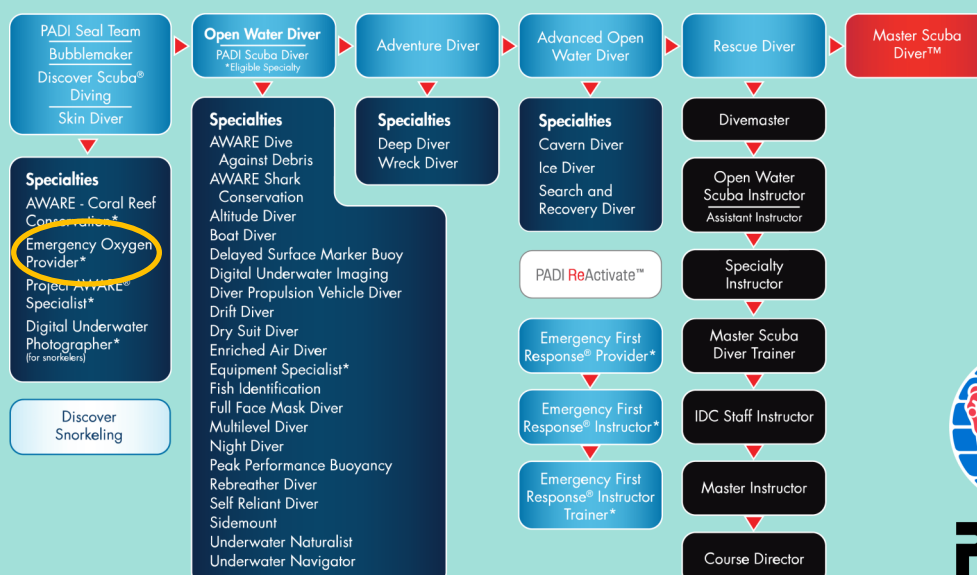 PADI Seal Team
Bubblemaker
Discover Scuba®
Diving
Skin Diver
Open Water Diver
PADI Scuba Diver
*Eligible Specialty
Adventure Diver
Advanced Open
Water Diver
Rescue Diver
Master Scuba
Diver™
Specialties
AWARE - Coral Reef
Conservation*
Emergency Oxygen
Provider*
Project AWARE®
Specialist*
Digital Underwater
Photographer*
(for snorkelers)
Discover
Snorkeling
Specialties
AWARE Dive
Against Debris
AWARE Shark
Conservation
Altitude Diver
Boat Diver
Delayed Surface Marker Buoy
Digital Underwater Imaging
Diver Propulsion Vehicle Diver
Drift Diver
Dry Suit Diver
Enriched Air Diver
Equipment Specialist*
Fish Identification
Full Face Mask Diver
Multilevel Diver
Night Diver
Peak Performance Buoyancy
Rebreather Diver
Self Reliant Diver
Sidemount
Underwater Naturalist
Underwater Navigator
Specialties
Deep Diver
Wreck Diver
Specialties
Cavern Diver
Ice Diver
Search and
Recovery Diver
PADI ReActivate™
Emergency First
Response® Provider*
Emergency First
Response® Instructor*
Emergency First
Response® Instructor
Trainer*
Divemaster
Open Water
Scuba Instructor
Assistant Instructor
Specialty
Instructor
Master Scuba
Diver Trainer
IDC Staff Instructor
Master Instructor
Course Director